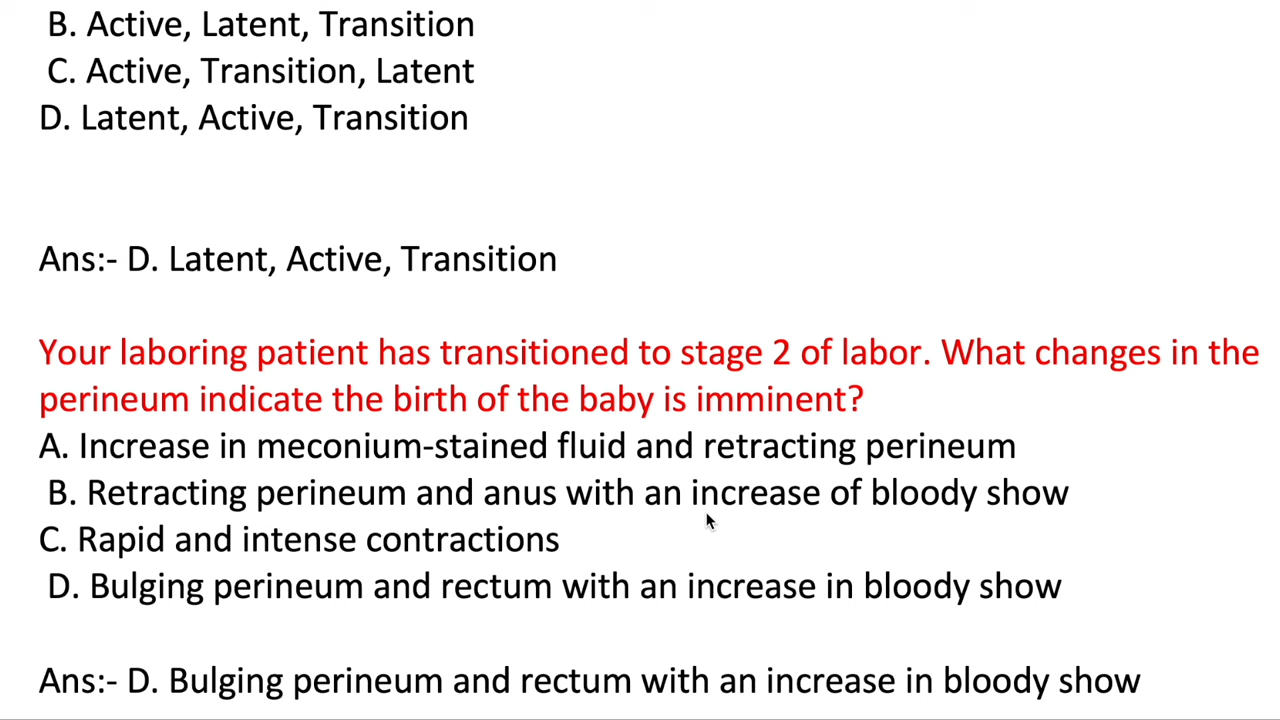 B. Active, Latent, Transition
C. Active, Transition, Latent
D. Latent, Active, Transition
Ans:- D. Latent, Active, Transition
Your laboring patient has transitioned to stage 2 of labor. What changes in the
perineum indicate the birth of the baby is imminent?
A. Increase in meconium-stained fluid and retracting perineum
B. Retracting perineum and anus with an increase of bloody show
C. Rapid and intense contractions
D. Bulging perineum and rectum with an increase in bloody show
Ans:- D. Bulging perineum and rectum with an increase in bloody show